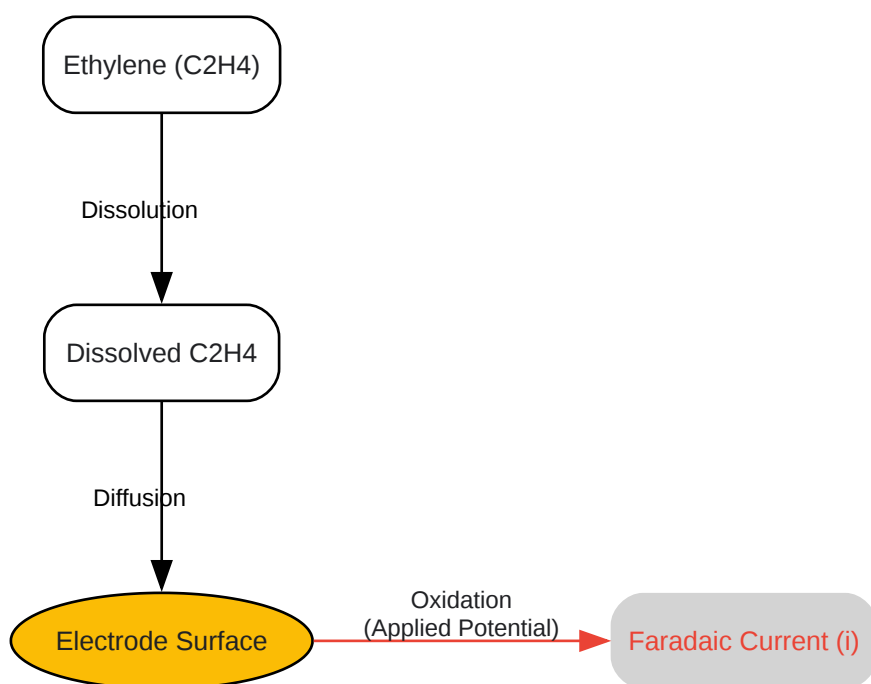 Ethylene (C2H4)
Dissolution
Dissolved C2H4
Diffusion
Electrode Surface
Oxidation
(Applied Potential)
Faradaic Current (i)